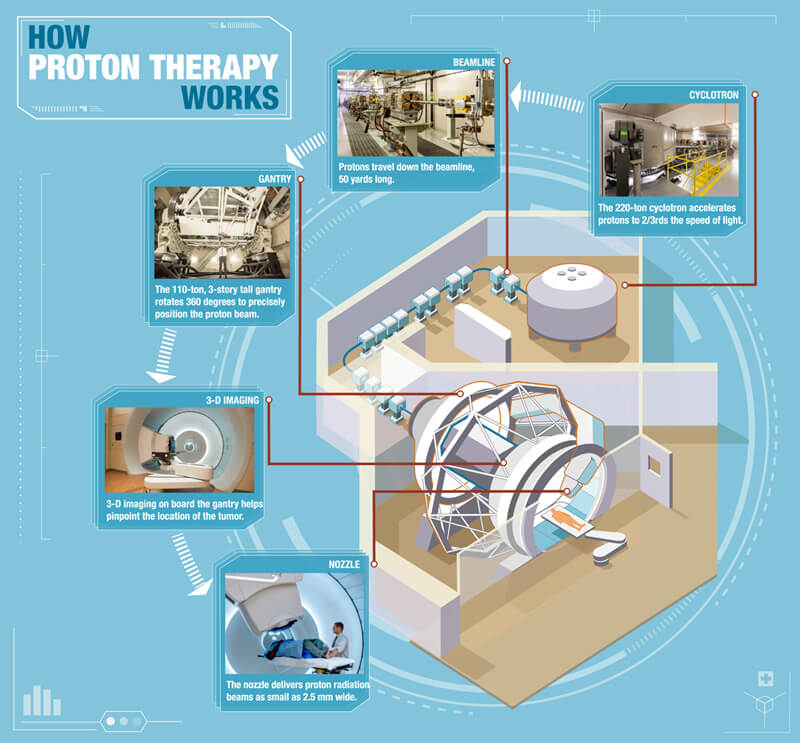 HOW
PROTON THERAPY
WORKS
BEAMLINE
Protons travel down the beamline,
50 yards long.
CYCLOTRON
The 220-ton cyclotron accelerates
protons to 2/3rds the speed of light.
GANTRY
The 110-ton, 3-story tall gantry
rotates 360 degrees to precisely
position the proton beam.
3-D IMAGING
3-D imaging on board the gantry helps
pinpoint the location of the tumor.
NOZZLE
The nozzle delivers proton radiation
beams as small as 2.5 mm wide.